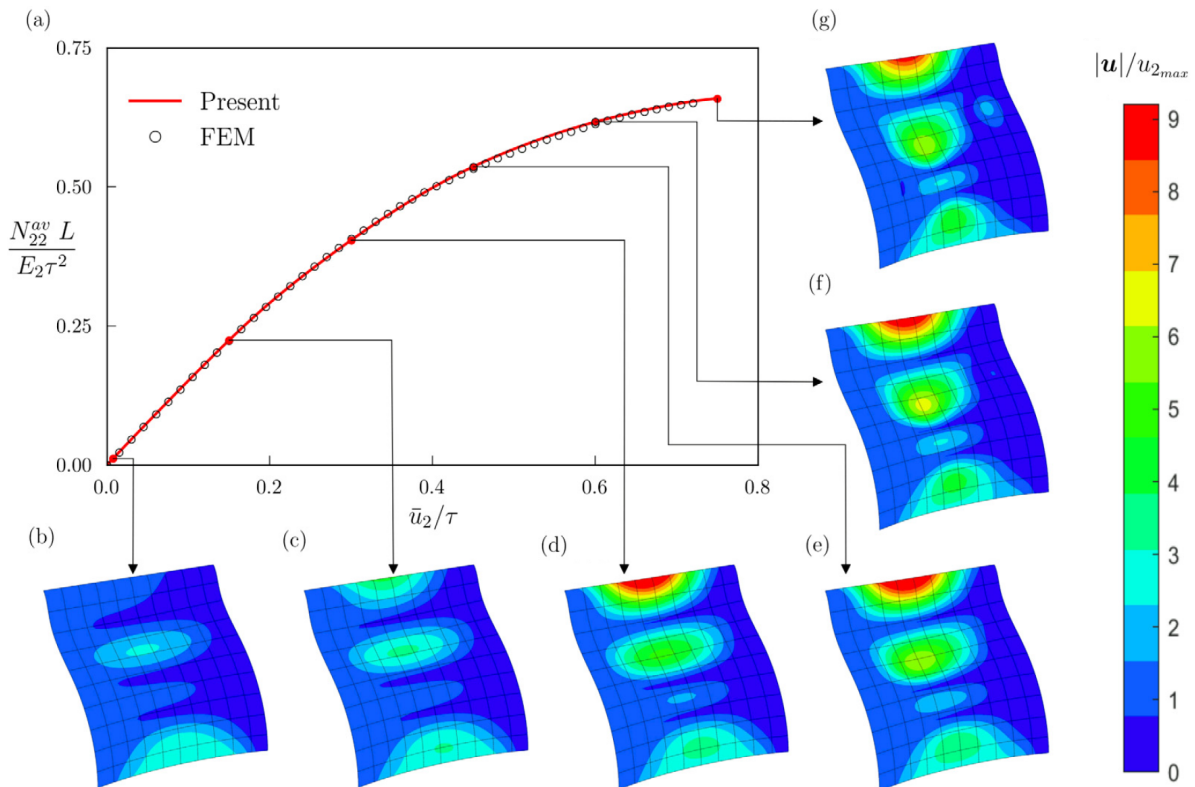 (a)
(g)
0.75
|u|/u_{2_{max}}
Present
FEM
9
8
7
6
5
4
3
2
1
0
0.50
N_{22}^{av} L
E_2τ^2
0.25
(f)
0.00
0.0 0.2 0.4 0.6 0.8
ū_2/τ
(b) (c) (d) (e)